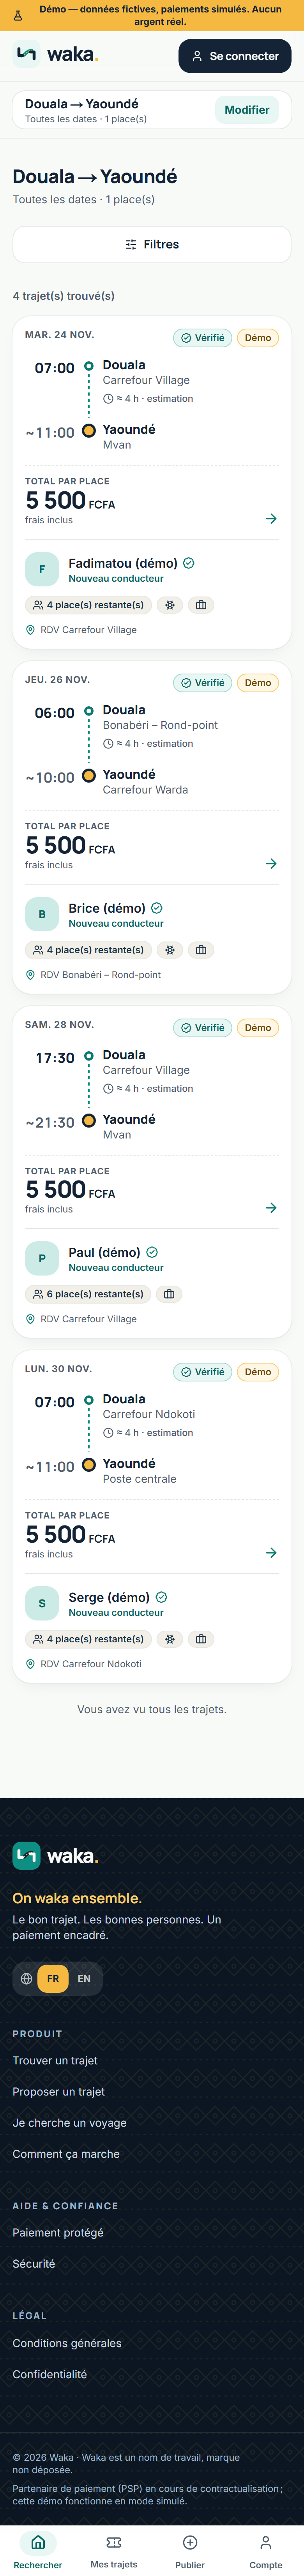 Démo — données fictives, paiements simulés. Aucun
argent réel.
waka.
Se connecter
Douala → Yaoundé
Toutes les dates · 1 place(s)
Modifier
Douala → Yaoundé
Toutes les dates · 1 place(s)
Filtres
4 trajet(s) trouvé(s)
MAR. 24 NOV.
Vérifié
Démo
07:00
Douala
Carrefour Village
≈ 4 h · estimation
~11:00
Yaoundé
Mvan
TOTAL PAR PLACE
5 500 FCFA
frais inclus
F
Fadimatou (démo)
Nouveau conducteur
4 place(s) restante(s)
RDV Carrefour Village
JEU. 26 NOV.
Vérifié
Démo
06:00
Douala
Bonabéri – Rond-point
≈ 4 h · estimation
~10:00
Yaoundé
Carrefour Warda
TOTAL PAR PLACE
5 500 FCFA
frais inclus
B
Brice (démo)
Nouveau conducteur
4 place(s) restante(s)
RDV Bonabéri – Rond-point
SAM. 28 NOV.
Vérifié
Démo
17:30
Douala
Carrefour Village
≈ 4 h · estimation
~21:30
Yaoundé
Mvan
TOTAL PAR PLACE
5 500 FCFA
frais inclus
P
Paul (démo)
Nouveau conducteur
6 place(s) restante(s)
RDV Carrefour Village
LUN. 30 NOV.
Vérifié
Démo
07:00
Douala
Carrefour Ndokoti
≈ 4 h · estimation
~11:00
Yaoundé
Poste centrale
TOTAL PAR PLACE
5 500 FCFA
frais inclus
S
Serge (démo)
Nouveau conducteur
4 place(s) restante(s)
RDV Carrefour Ndokoti
Vous avez vu tous les trajets.
waka.
On waka ensemble.
Le bon trajet. Les bonnes personnes. Un
paiement encadré.
FR
EN
PRODUIT
Trouver un trajet
Proposer un trajet
Je cherche un voyage
Comment ça marche
AIDE & CONFIANCE
Paiement protégé
Sécurité
LÉGAL
Conditions générales
Confidentialité
© 2026 Waka · Waka est un nom de travail, marque
non déposée.
Partenaire de paiement (PSP) en cours de contractualisation ;
cette démo fonctionne en mode simulé.
Rechercher
Mes trajets
Publier
Compte